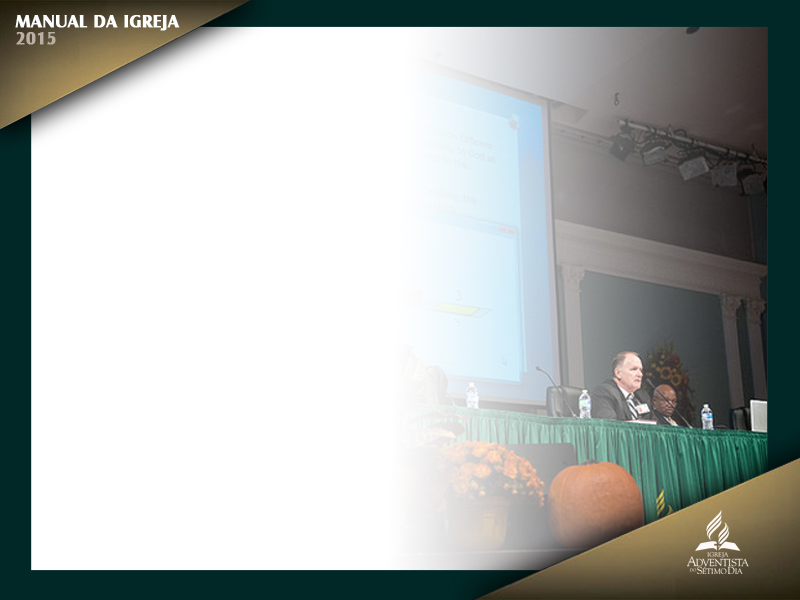 MANUAL DA IGREJA
2015
IGREJA
ADVENTISTA
DO SÉTIMO DIA